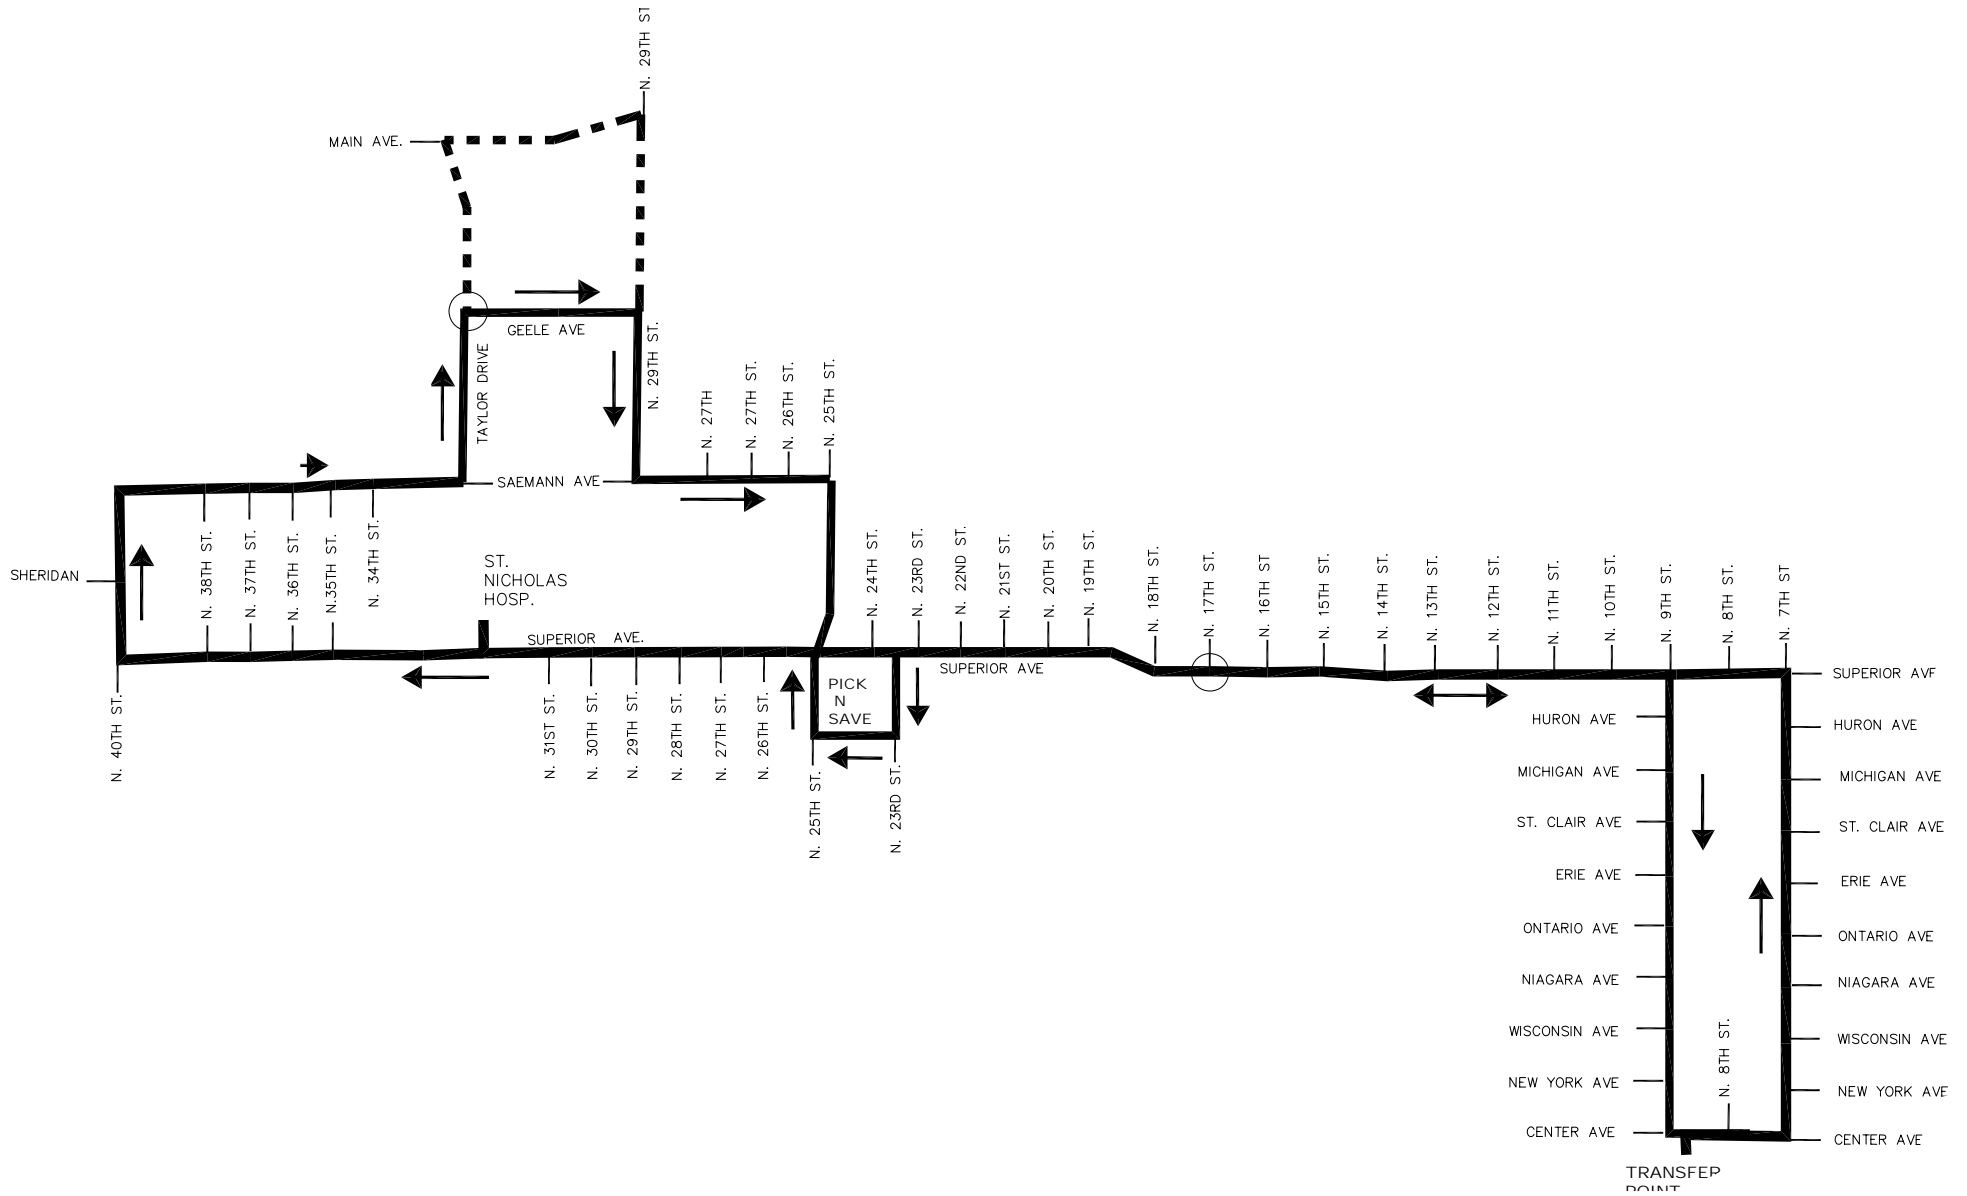 N. 29TH ST
MAIN AVE.
GEELE AVE
TAYLOR DRIVE
N. 29TH ST.
N. 27TH
N. 27TH ST.
N. 26TH ST.
N. 25TH ST.
SAEMANN AVE
SHERIDAN
N. 38TH ST.
N. 37TH ST.
N. 36TH ST.
N.35TH ST.
N. 34TH ST.
ST.
NICHOLAS
HOSP.
SUPERIOR AVE.
N. 24TH ST.
N. 23RD ST.
N. 22ND ST.
N. 21ST ST.
N. 20TH ST.
N. 19TH ST.
N. 18TH ST.
N. 17TH ST.
N. 16TH ST
N. 15TH ST.
N. 14TH ST.
N. 13TH ST.
N. 12TH ST.
N. 11TH ST.
N. 10TH ST.
N. 9TH ST.
N. 8TH ST.
N. 7TH ST
SUPERIOR AVE
SUPERIOR AVF
PICK
N
SAVE
N. 40TH ST.
N. 31ST ST.
N. 30TH ST.
N. 29TH ST.
N. 28TH ST.
N. 27TH ST.
N. 26TH ST.
N. 25TH ST.
N. 23RD ST.
HURON AVE
MICHIGAN AVE
ST. CLAIR AVE
ERIE AVE
ONTARIO AVE
NIAGARA AVE
WISCONSIN AVE
NEW YORK AVE
CENTER AVE
N. 8TH ST.
HURON AVE
MICHIGAN AVE
ST. CLAIR AVE
ERIE AVE
ONTARIO AVE
NIAGARA AVE
WISCONSIN AVE
NEW YORK AVE
CENTER AVE
TRANSFEP
POINT